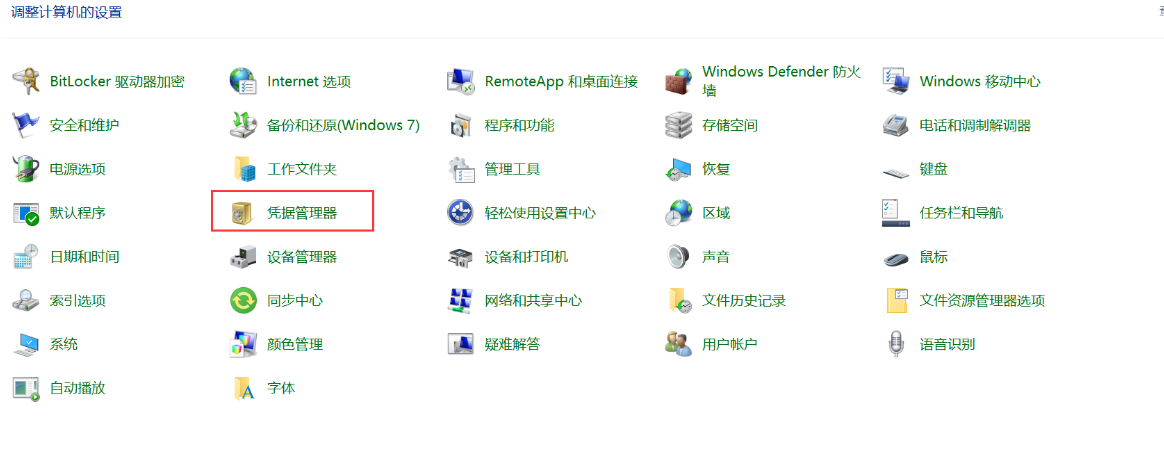 调整计算机的设置
BitLocker 驱动器加密
Internet 选项
RemoteApp 和桌面连接
Windows Defender 防火
墙
Windows 移动中心
安全和维护
备份和还原(Windows 7)
程序和功能
存储空间
电话和调制解调器
电源选项
工作文件夹
管理工具
恢复
键盘
默认程序
凭据管理器
轻松使用设置中心
区域
任务栏和导航
日期和时间
设备管理器
设备和打印机
声音
鼠标
索引选项
同步中心
网络和共享中心
文件历史记录
文件资源管理器选项
系统
颜色管理
疑难解答
用户帐户
语音识别
自动播放
字体